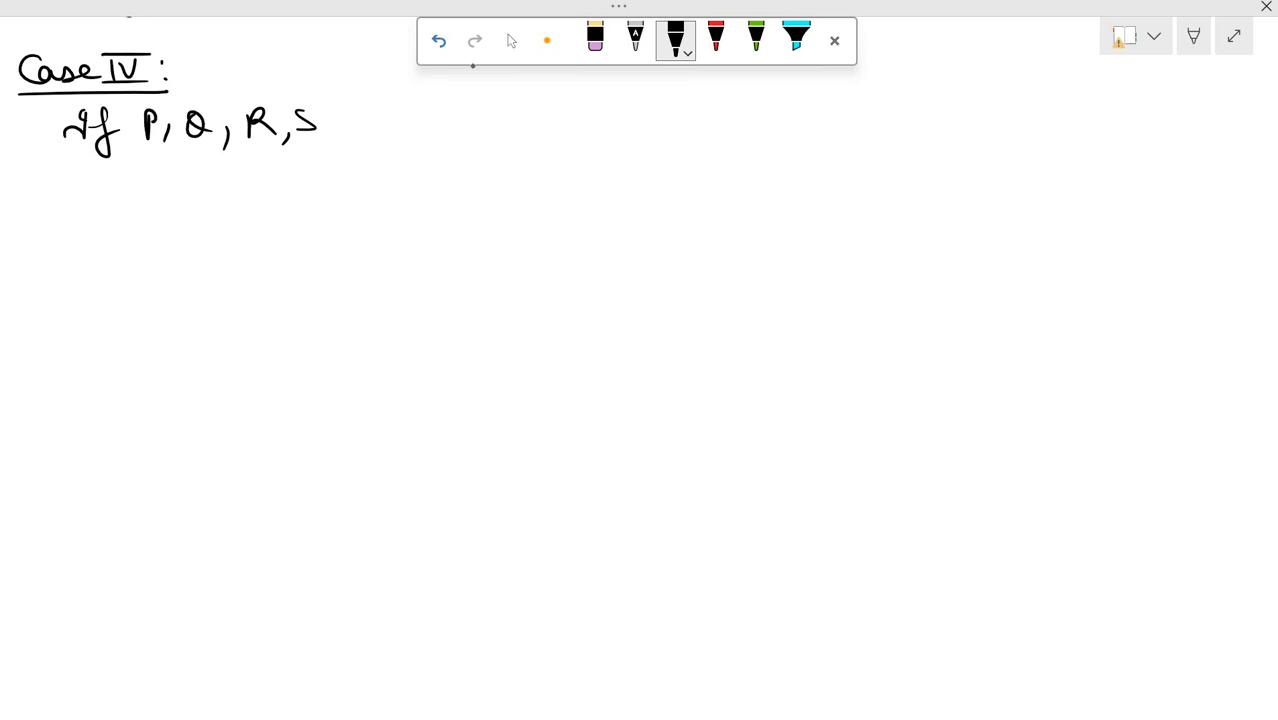 Case IV :
If P, Q, R, S